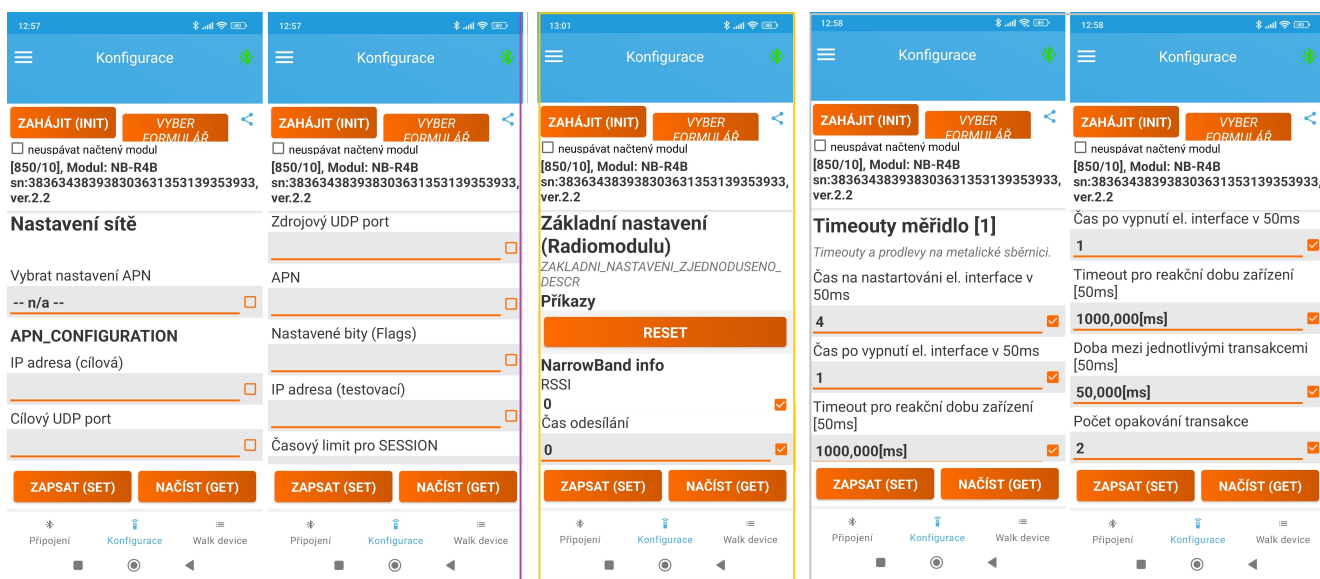 12:57
Konfigurace
ZAHÁJIT (INIT)
VYBER
FORMULÁŘ
neuspávat načtený modul
[850/10], Modul: NB-R4B
sn:38363438393830363135313935 3933,
ver.2.2
Nastavení sítě
Vybrat nastavení APN
-- n/a --
APN_CONFIGURATION
IP adresa (cílová)
Cílový UDP port
ZAPSAT (SET)
NAČÍST (GET)
Připojení
Konfigurace
Walk device
12:57
Konfigurace
ZAHÁJIT (INIT)
VYBER
FORMULÁŘ
neuspávat načtený modul
[850/10], Modul: NB-R4B
sn:383634383938303631353139353933,
ver.2.2
Zdrojový UDP port
APN
Nastavené bity (Flags)
IP adresa (testovací)
Časový limit pro SESSION
ZAPSAT (SET)
NAČÍST (GET)
Připojení
Konfigurace
Walk device
13:01
Konfigurace
ZAHÁJIT (INIT)
VYBER
FORMULÁŘ
neuspávat načtený modul
[850/10], Modul: NB-R4B
sn:383634383938303631353139353933,
ver.2.2
Základní nastavení
(Radiomodulu)
ZAKLADNI_NASTAVENI_ZJEDNODUSENO_
DESCR
Příkazy
RESET
NarrowBand info
RSSI
0
Čas odesílání
0
ZAPSAT (SET)
NAČÍST (GET)
Připojení
Konfigurace
Walk device
12:58
Konfigurace
ZAHÁJIT (INIT)
VYBER
FORMULÁŘ
neuspávat načtený modul
[850/10], Modul: NB-R4B
sn:383634383938303631353139353933,
ver.2.2
Timeouty měřidlo [1]
Timeouty a prodlevy na metalické sběrnici.
Čas na nastartováni el. interface v
50ms
4
Čas po vypnutí el. interface v 50ms
1
Timeout pro reakční dobu zařízení
[50ms]
1000,000[ms]
ZAPSAT (SET)
NAČÍST (GET)
Připojení
Konfigurace
Walk device
12:58
Konfigurace
ZAHÁJIT (INIT)
VYBER
FORMULÁŘ
neuspávat načtený modul
[850/10], Modul: NB-R4B
sn:383634383938303631353139353933,
ver.2.2
Čas po vypnutí el. interface v 50ms
1
Timeout pro reakční dobu zařízení
[50ms]
1000,000[ms]
Doba mezi jednotlivými transakcemi
[50ms]
50,000[ms]
Počet opakování transakce
2
ZAPSAT (SET)
NAČÍST (GET)
Připojení
Konfigurace
Walk device